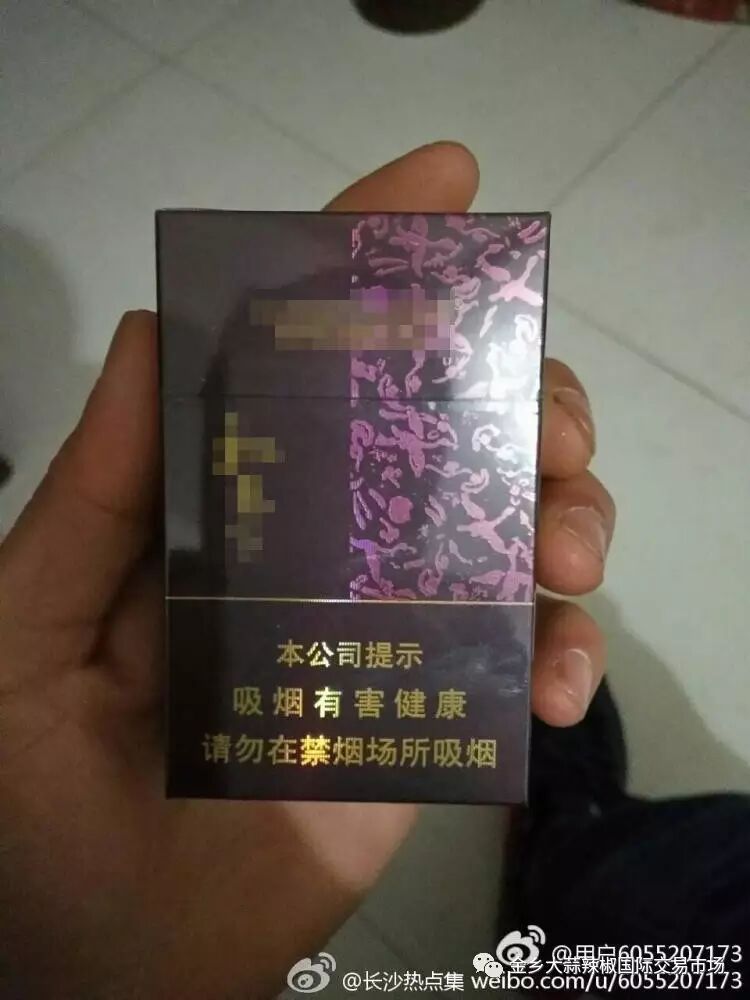 本公司提示
吸烟有害健康
请勿在禁烟场所吸烟
@用户6055207173
金乡大蒜辣椒国际交易市场
@长沙热点集 weibo.com/u/6055207173